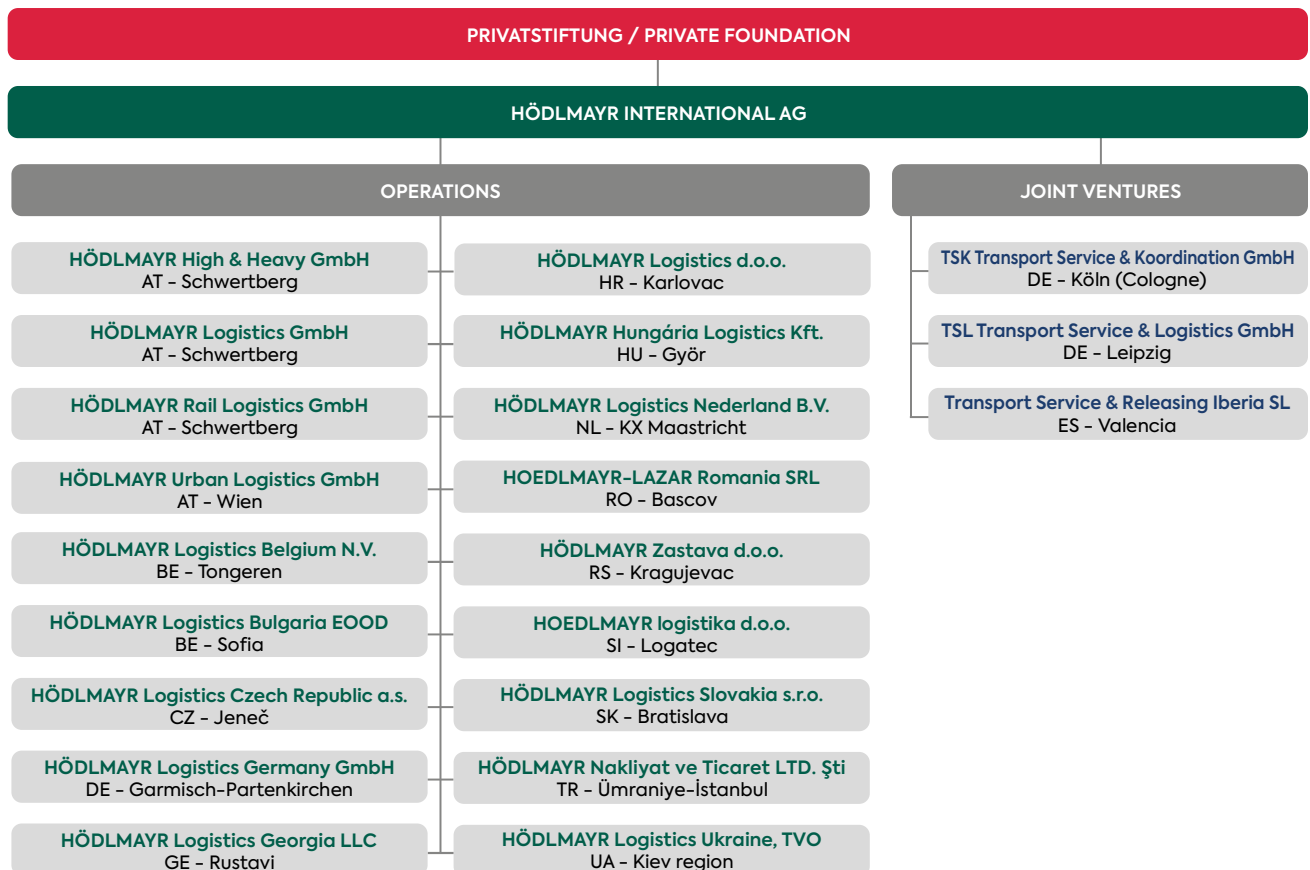 PRIVATSTIFTUNG / PRIVATE FOUNDATION
HÖDLMAYR INTERNATIONAL AG
OPERATIONS
HÖDLMAYR High & Heavy GmbH
AT - Schwertberg
HÖDLMAYR Logistics GmbH
AT - Schwertberg
HÖDLMAYR Rail Logistics GmbH
AT - Schwertberg
HÖDLMAYR Urban Logistics GmbH
AT - Wien
HÖDLMAYR Logistics Belgium N.V.
BE - Tongeren
HÖDLMAYR Logistics Bulgaria EOOD
BE - Sofia
HÖDLMAYR Logistics Czech Republic a.s.
CZ - Jeneč
HÖDLMAYR Logistics Germany GmbH
DE - Garmisch-Partenkirchen
HÖDLMAYR Logistics Georgia LLC
GE - Rustavi
HÖDLMAYR Logistics d.o.o.
HR - Karlovac
HÖDLMAYR Hungária Logistics Kft.
HU - Györ
HÖDLMAYR Logistics Nederland B.V.
NL - KX Maastricht
HOEDLMAYR-LAZAR Romania SRL
RO - Bascov
HÖDLMAYR Zastava d.o.o.
RS - Kragujevac
HOEDLMAYR logistika d.o.o.
SI - Logatec
HÖDLMAYR Logistics Slovakia s.r.o.
SK - Bratislava
HÖDLMAYR Nakliyat ve Ticaret LTD. Şti
TR - Ümraniye-İstanbul
HÖDLMAYR Logistics Ukraine, TVO
UA - Kiev region
JOINT VENTURES
TSK Transport Service & Koordination GmbH
DE - Köln (Cologne)
TSL Transport Service & Logistics GmbH
DE - Leipzig
Transport Service & Releasing Iberia SL
ES - Valencia